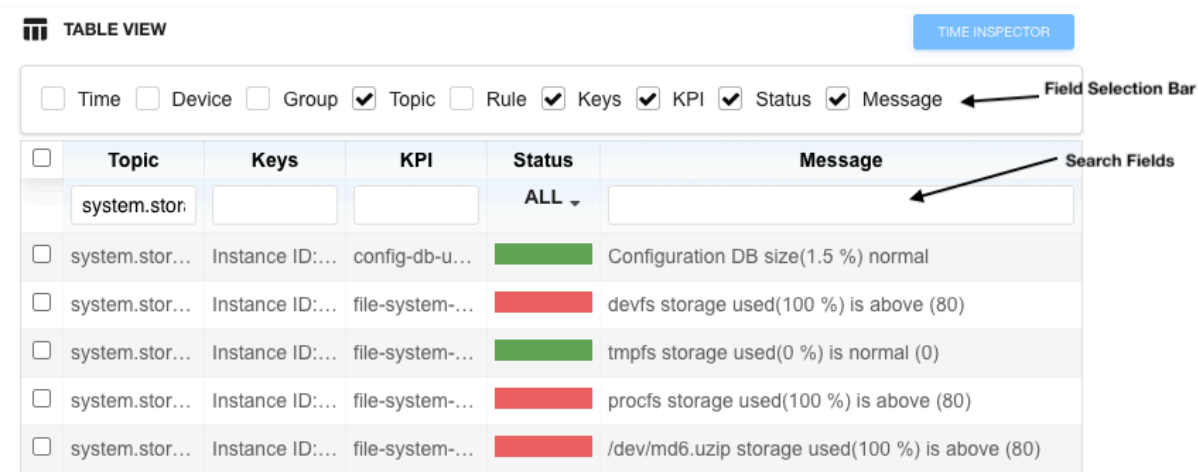 TABLE VIEW
TIME INSPECTOR
Time Device Group Topic Rule Keys KPI Status Message
Field Selection Bar
Topic Keys KPI Status Message
Search Fields
system.stor
ALL
system.stor... Instance ID:... config-db-u... Configuration DB size(1.5 %) normal
system.stor... Instance ID:... file-system-... devfs storage used(100 %) is above (80)
system.stor... Instance ID:... file-system-... tmpfs storage used(0 %) is normal (0)
system.stor... Instance ID:... file-system-... procfs storage used(100 %) is above (80)
system.stor... Instance ID:... file-system-... /dev/md6.uzip storage used(100 %) is above (80)